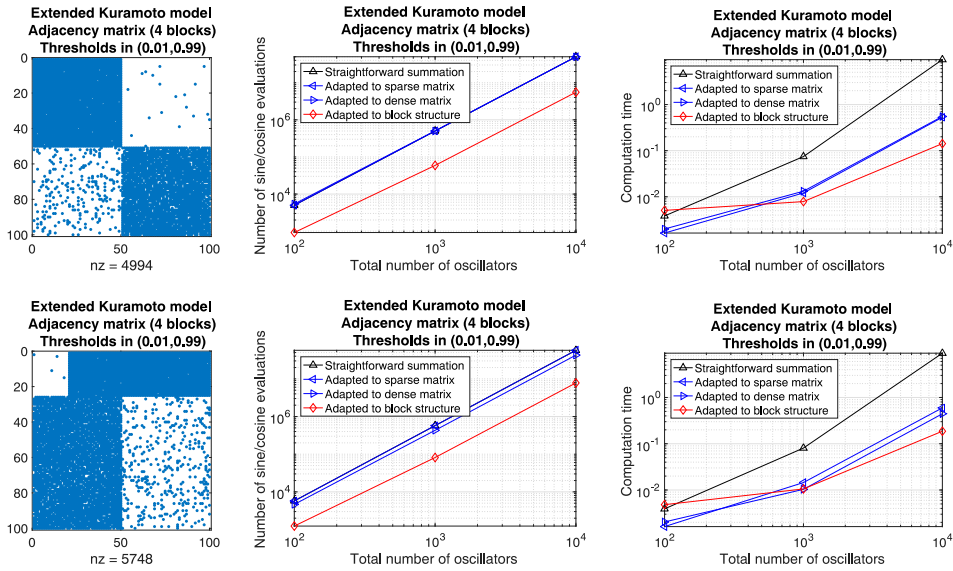 Extended Kuramoto model
Adjacency matrix (4 blocks)
Thresholds in (0.01,0.99)
0
20
40
60
80
100
0
50
100
nz = 4994
Extended Kuramoto model
Adjacency matrix (4 blocks)
Thresholds in (0.01,0.99)
Number of sine/cosine evaluations
10^6
10^4
Straightforward summation
Adapted to sparse matrix
Adapted to dense matrix
Adapted to block structure
10^2
10^3
10^4
Total number of oscillators
Extended Kuramoto model
Adjacency matrix (4 blocks)
Thresholds in (0.01,0.99)
Computation time
10^0
10^-1
10^-2
Straightforward summation
Adapted to sparse matrix
Adapted to dense matrix
Adapted to block structure
10^2
10^3
10^4
Total number of oscillators
Extended Kuramoto model
Adjacency matrix (4 blocks)
Thresholds in (0.01,0.99)
0
20
40
60
80
100
0
50
100
nz = 5748
Extended Kuramoto model
Adjacency matrix (4 blocks)
Thresholds in (0.01,0.99)
Number of sine/cosine evaluations
10^6
10^4
Straightforward summation
Adapted to sparse matrix
Adapted to dense matrix
Adapted to block structure
10^2
10^3
10^4
Total number of oscillators
Extended Kuramoto model
Adjacency matrix (4 blocks)
Thresholds in (0.01,0.99)
Computation time
10^0
10^-1
10^-2
Straightforward summation
Adapted to sparse matrix
Adapted to dense matrix
Adapted to block structure
10^2
10^3
10^4
Total number of oscillators